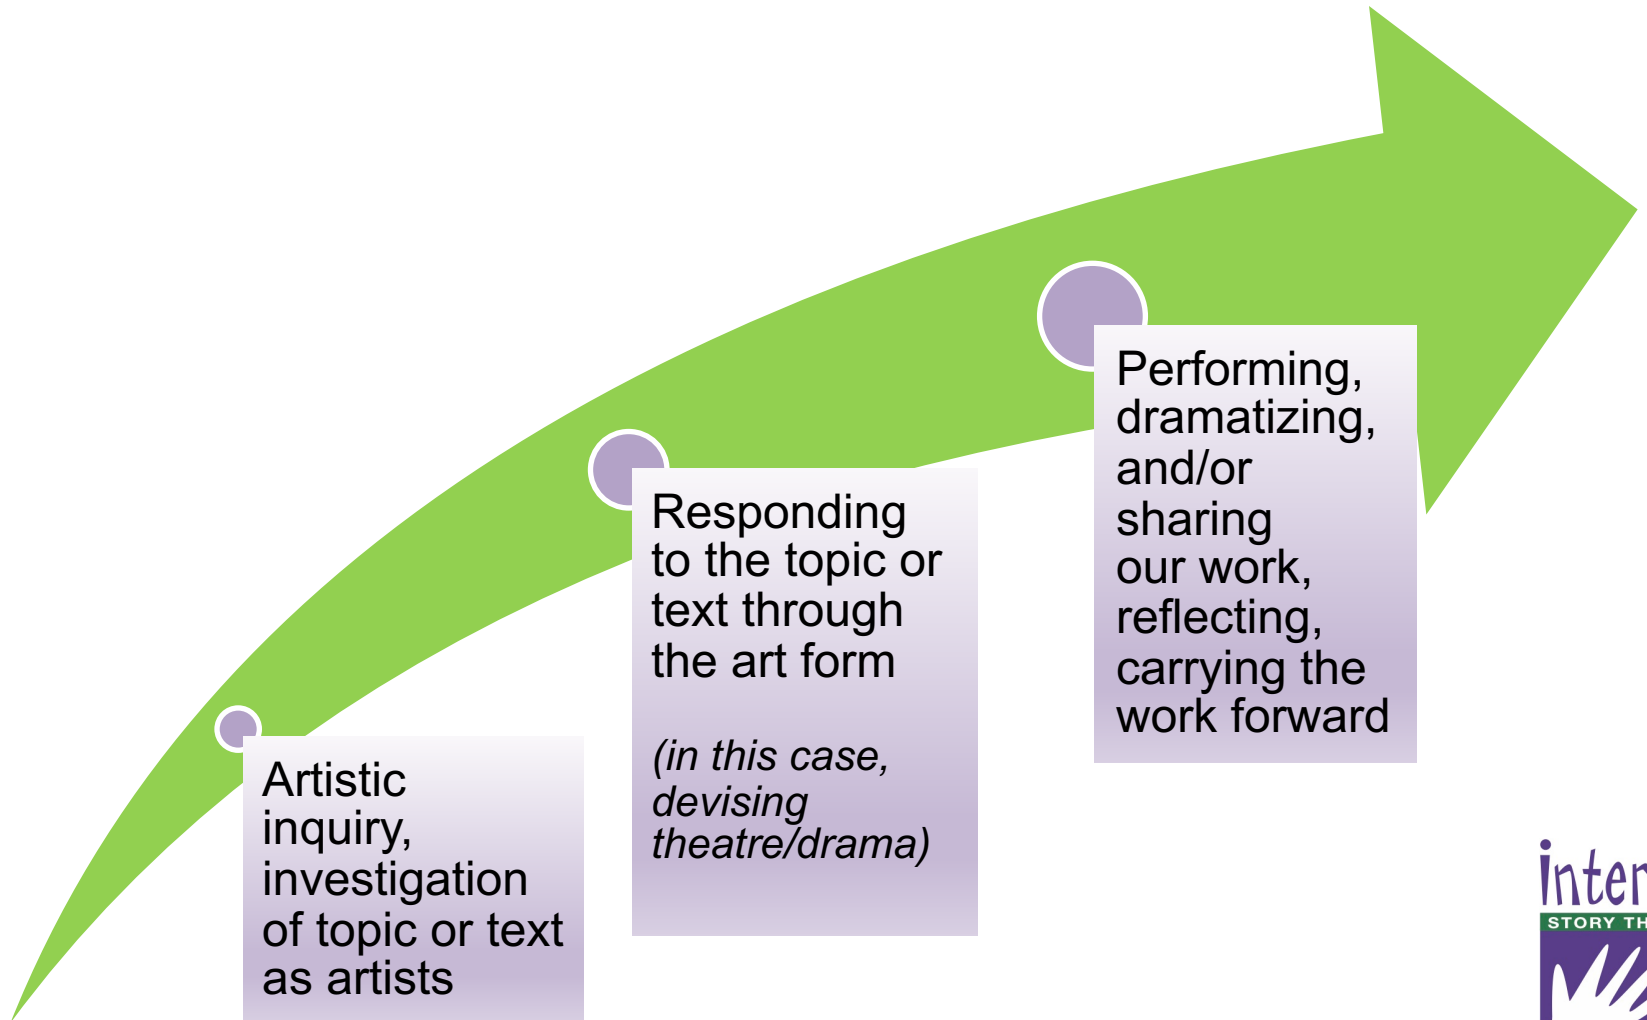 Artistic
inquiry,
investigation
of topic or text
as artists
Responding
to the topic or
text through
the art form
(in this case,
devising
theatre/drama)
Performing,
dramatizing,
and/or
sharing
our work,
reflecting,
carrying the
work forward
STORY